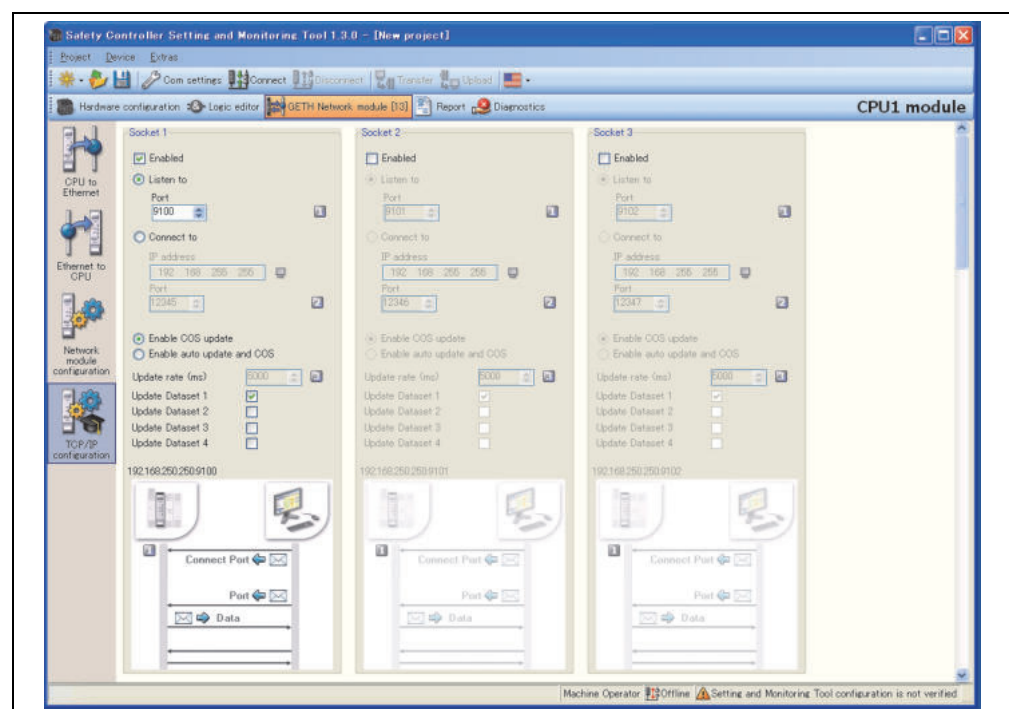 Safety Controller Setting and Monitoring Tool 1.3.0 - [New project]
Project Device Extras
Com settings Connect Disconnect Transfer Upload
Hardware configuration Logic editor GETH Network module [13] Report Diagnostics CPU1 module
CPU to Ethernet
Ethernet to CPU
Network module configuration
TCP/IP configuration
Socket 1
Enabled
Listen to
Port
9100
1
Connect to
IP address
192 168 255 255
Port
12345
2
Enable COS update
Enable auto update and COS
Update rate (ms) 5000
Update Dataset 1
Update Dataset 2
Update Dataset 3
Update Dataset 4
192.168.250.250:9100
1
Connect Port
Port
Data
Socket 2
Enabled
Listen to
Port
9101
1
Connect to
IP address
192 168 255 255
Port
12346
2
Enable COS update
Enable auto update and COS
Update rate (ms) 5000
Update Dataset 1
Update Dataset 2
Update Dataset 3
Update Dataset 4
192.168.250.250:9101
1
Connect Port
Port
Data
Socket 3
Enabled
Listen to
Port
9102
1
Connect to
IP address
192 168 255 255
Port
12347
2
Enable COS update
Enable auto update and COS
Update rate (ms) 5000
Update Dataset 1
Update Dataset 2
Update Dataset 3
Update Dataset 4
192.168.250.250:9102
1
Connect Port
Port
Data
Machine Operator Offline Setting and Monitoring Tool configuration is not verified